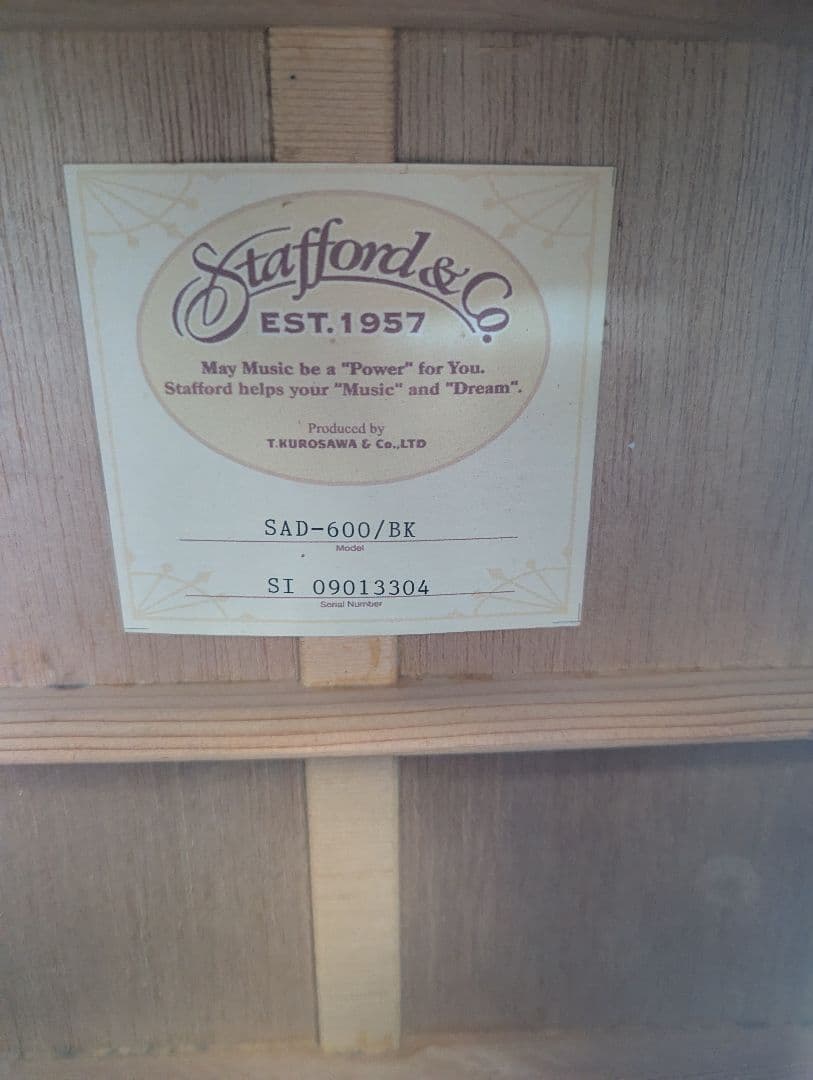 Stafford & Co.
EST. 1957
May Music be a "Power" for You.
Stafford helps your "Music" and "Dream".
Produced by
T.KUROSAWA & Co.,LTD
SAD-600/BK
Model
SI 09013304
Serial Number